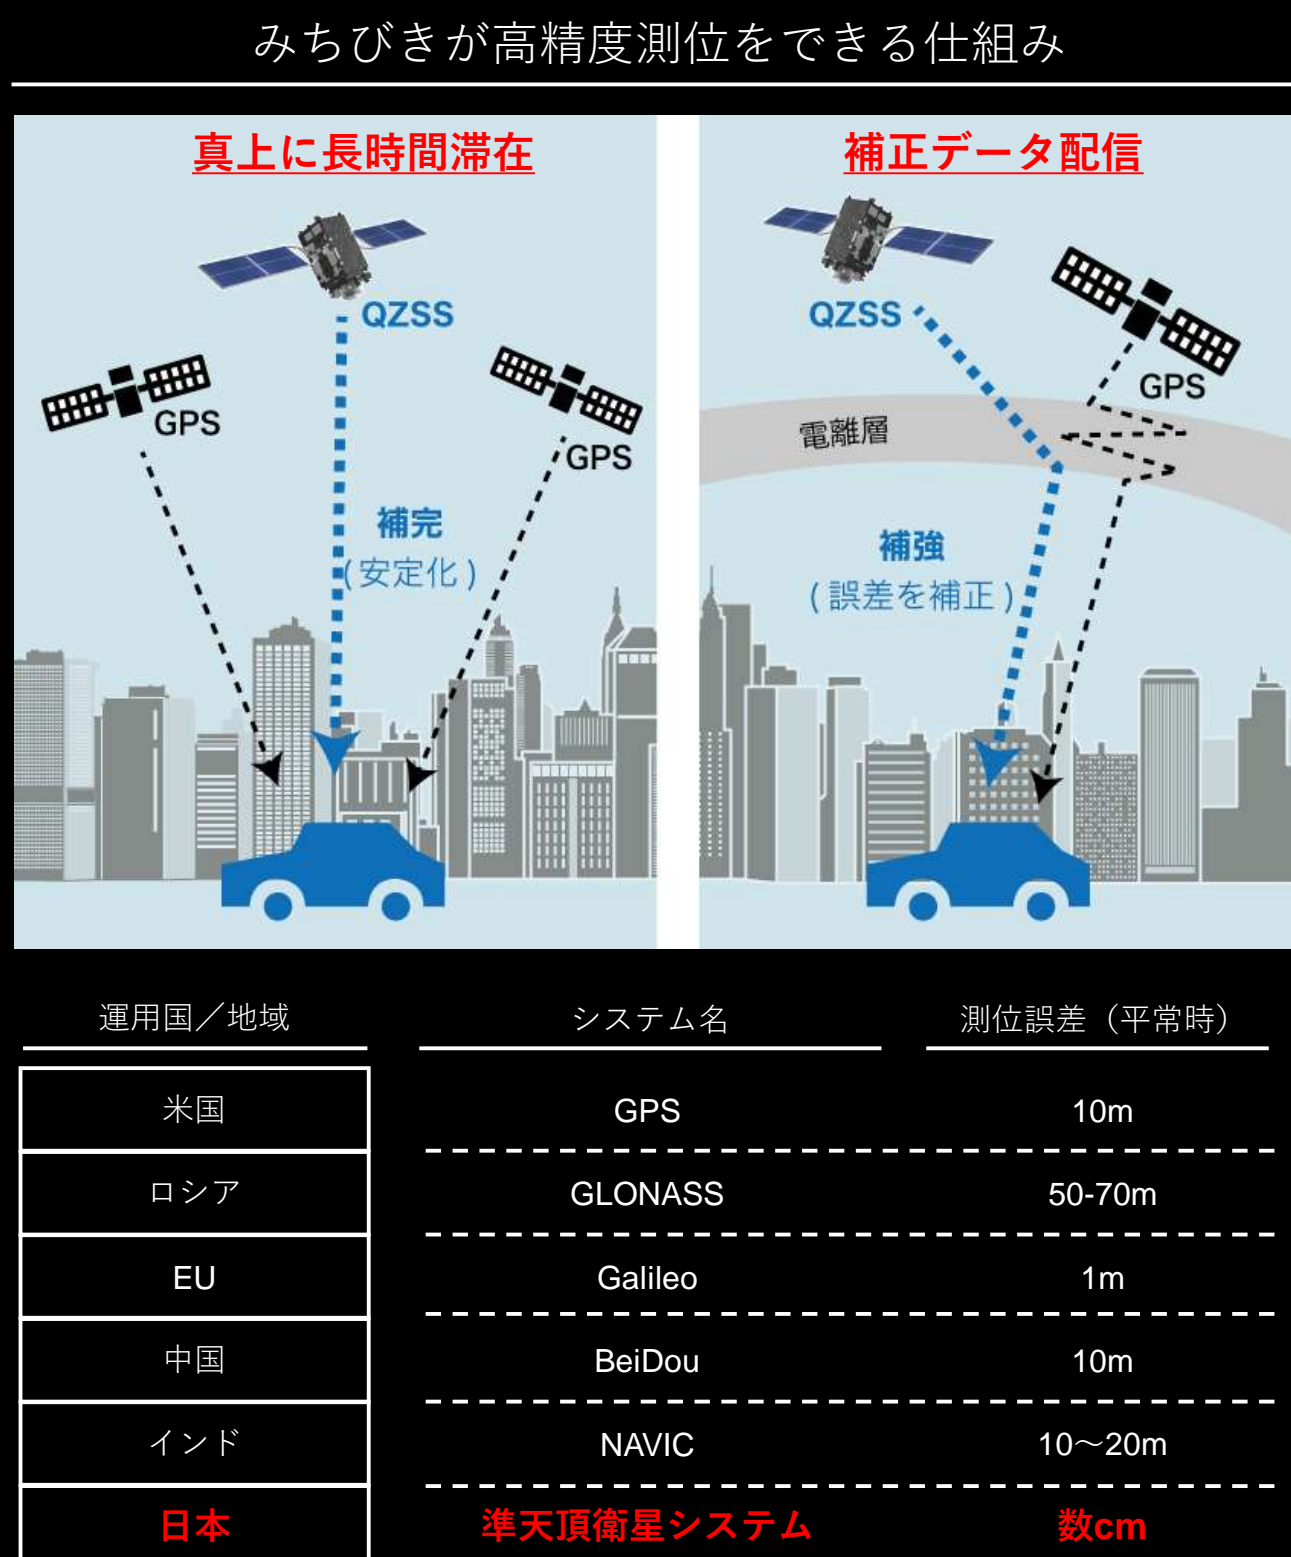 みちびきが高精度測位をできる仕組み
真上に長時間滞在
QZSS
GPS
GPS
補完
(安定化)
補正データ配信
QZSS
GPS
電離層
補強
(誤差を補正)
運用国／地域 システム名 測位誤差（平常時）
米国 GPS 10m
ロシア GLONASS 50-70m
EU Galileo 1m
中国 BeiDou 10m
インド NAVIC 10～20m
日本 準天頂衛星システム 数cm